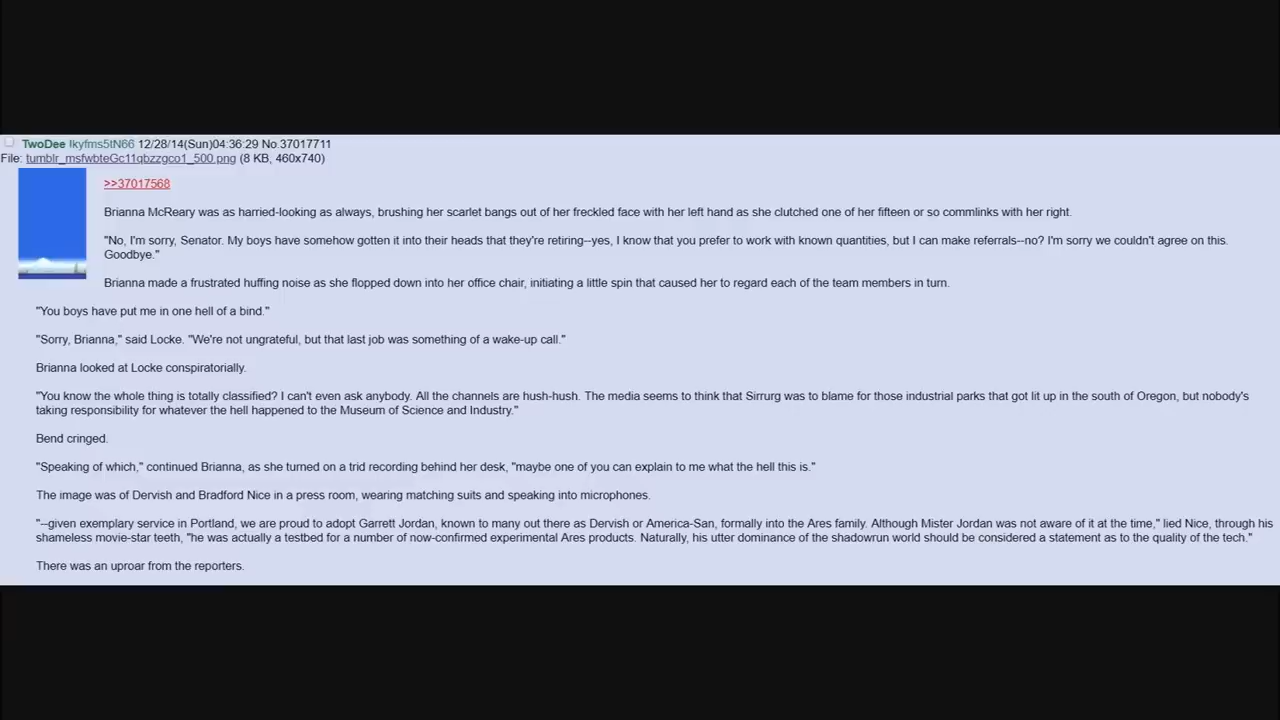 TwoDee !kyfms5tN66 12/28/14(Sun)04:36:29 No.37017711
File: tumblr_msfwbteGc11qbzzgco1_500.png (8 KB, 460x740)
>>37017568
Brianna McReary was as harried-looking as always, brushing her scarlet bangs out of her freckled face with her left hand as she clutched one of her fifteen or so commlinks with her right.
"No, I'm sorry, Senator. My boys have somehow gotten it into their heads that they're retiring--yes, I know that you prefer to work with known quantities, but I can make referrals--no? I'm sorry we couldn't agree on this.
Goodbye."
Brianna made a frustrated huffing noise as she flopped down into her office chair, initiating a little spin that caused her to regard each of the team members in turn.
"You boys have put me in one hell of a bind."
"Sorry, Brianna," said Locke. "We're not ungrateful, but that last job was something of a wake-up call."
Brianna looked at Locke conspiratorially.
"You know the whole thing is totally classified? I can't even ask anybody. All the channels are hush-hush. The media seems to think that Sirrurg was to blame for those industrial parks that got lit up in the south of Oregon, but nobody's
taking responsibility for whatever the hell happened to the Museum of Science and Industry."
Bend cringed.
"Speaking of which," continued Brianna, as she turned on a trid recording behind her desk, "maybe one of you can explain to me what the hell this is."
The image was of Dervish and Bradford Nice in a press room, wearing matching suits and speaking into microphones.
"--given exemplary service in Portland, we are proud to adopt Garrett Jordan, known to many out there as Dervish or America-San, formally into the Ares family. Although Mister Jordan was not aware of it at the time," lied Nice, through his
shameless movie-star teeth, "he was actually a testbed for a number of now-confirmed experimental Ares products. Naturally, his utter dominance of the shadowrun world should be considered a statement as to the quality of the tech."
There was an uproar from the reporters.